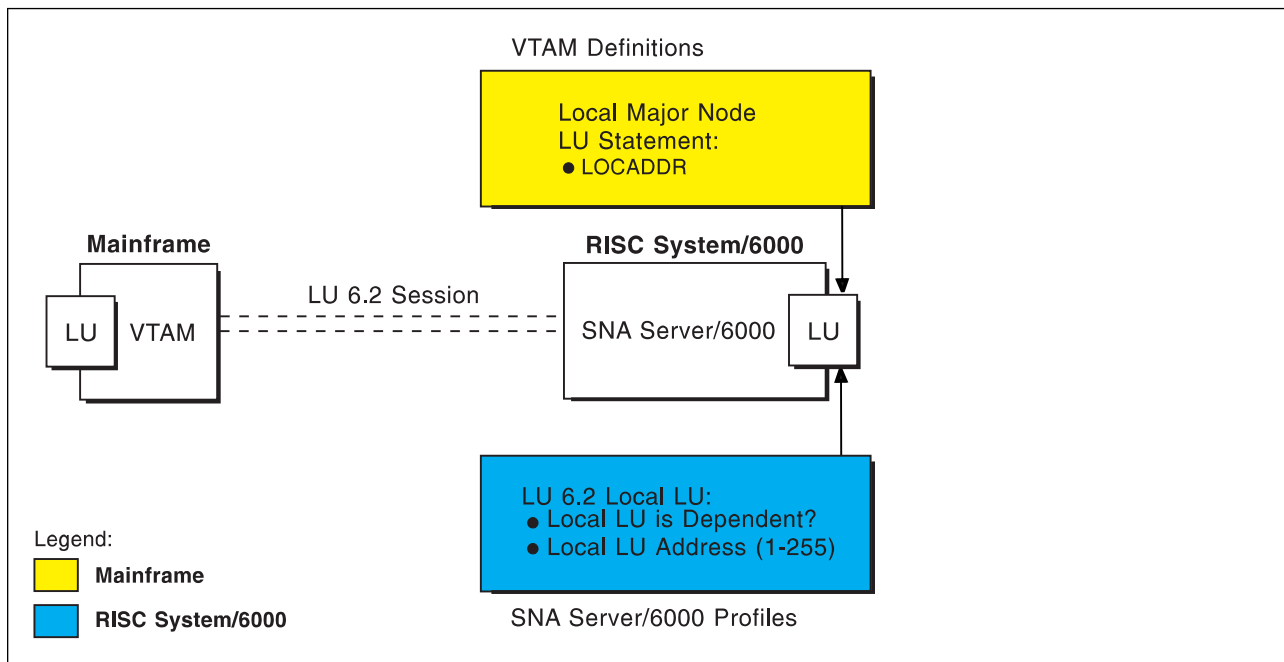 VTAM Definitions
Local Major Node
LU Statement:
● LOCADDR
Mainframe
RISC System/6000
LU 6.2 Session
LU
VTAM
SNA Server/6000
LU
LU 6.2 Local LU:
● Local LU is Dependent?
● Local LU Address (1-255)
Legend:
Mainframe
RISC System/6000
SNA Server/6000 Profiles